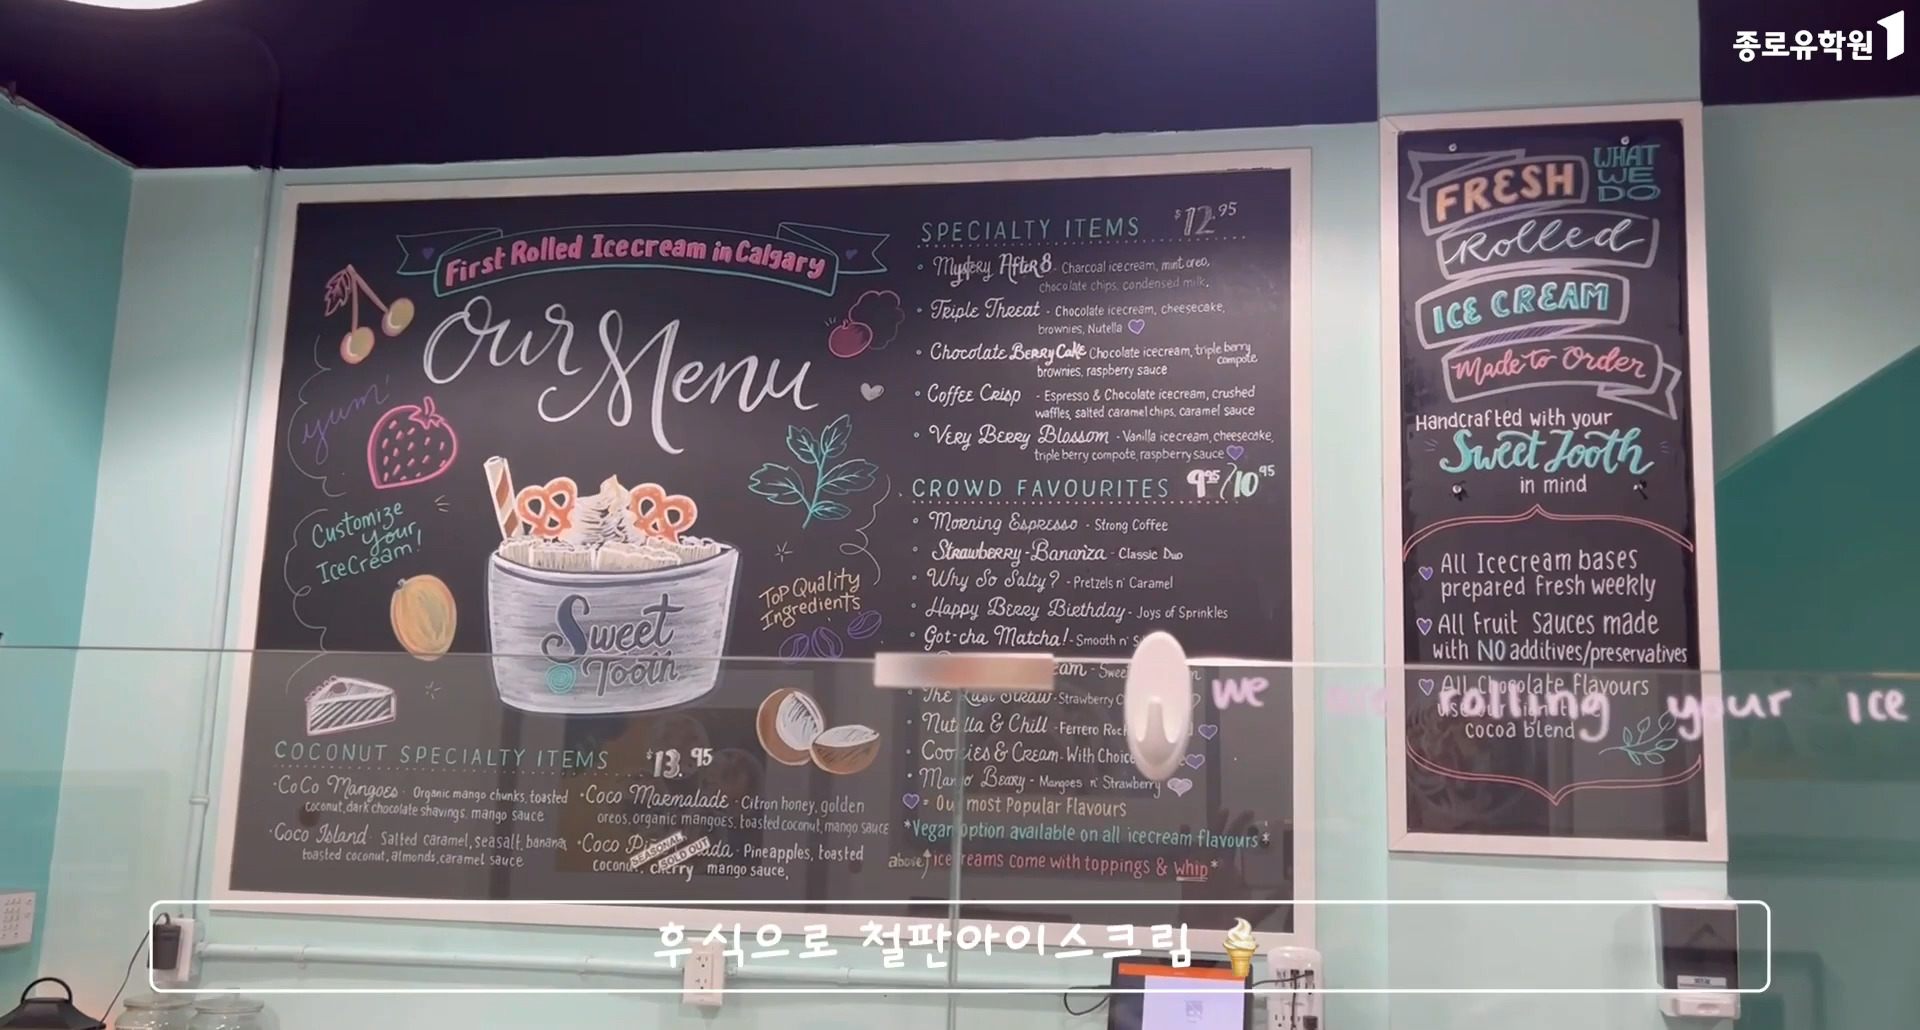 종로유학원
First Rolled Icecream in Calgary
Our Menu
yum!
Customize
your
IceCream!
Top Quality
Ingredients
Sweet
Tooth
SPECIALTY ITEMS $12.95
Mystery After 8 - Charcoal icecream, mint oreo,
chocolate chips, condensed milk,
Triple Threat - Chocolate icecream, cheesecake,
brownies, Nutella
Chocolate Berry Cake Chocolate icecream, triple berry
compote,
brownies, raspberry sauce
Coffee Crisp - Espresso & Chocolate icecream, crushed
waffles, salted caramel chips, caramel sauce
Very Berry Blossom - Vanilla icecream, cheesecake,
triple berry compote, raspberry sauce
CROWD FAVOURITES 9.95/10.95
Morning Espresso - Strong Coffee
Strawberry-Bananza - Classic Duo
Why So Salty? - Pretzels n' Caramel
Happy Berry Birthday - Joys of Sprinkles
Got-cha Matcha! - Smooth n'
The Straw - Strawberry
& Chill - Ferrero
Cookies & Cream - With Choice
Mango Beary - Mangoes n' Strawberry
= Our most Popular Flavours
*Vegan option available on all icecream flavours*
above icecreams come with toppings & whip*
COCONUT SPECIALTY ITEMS $13.95
CoCo Mangoes - Organic mango chunks, toasted
coconut, dark chocolate shavings, mango sauce
Coco Island - Salted caramel, seasalt, banana,
toasted coconut, almonds, caramel sauce
Coco Marmalade - Citron honey, golden
oreos, organic mangoes, toasted coconut, mango sauce
Coco - Pineapples, toasted
coconut, cherry mango sauce,
SEASONAL
SOLD OUT
WHAT
WE
DO
FRESH
Rolled
ICE CREAM
Made to Order
Handcrafted with your
Sweet Tooth
in mind
All Icecream bases
prepared fresh weekly
All Fruit Sauces made
with NO additives/preservatives
All Chocolate flavours
use our
cocoa blend
we are rolling your ice
후식으로 철판아이스크림